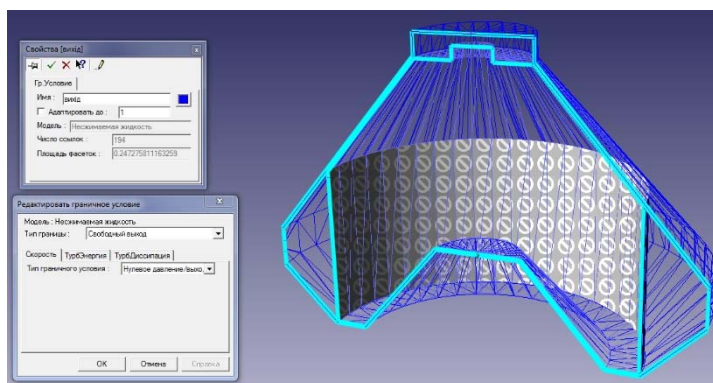 Свойства [вихід]
Гр.Условие
Имя : вихід
Адаптировать до : 1
Модель : Несжимаемая жидкость
Число ссылок : 194
Площадь фасеток : 0.247275811163259
Редактировать граничное условие
Модель : Несжимаемая жидкость
Тип границы : Свободный выход
Скорость ТурбЭнергия ТурбДиссипация
Тип граничного условия : Нулевое давление/выхо,
OK Отмена Справка